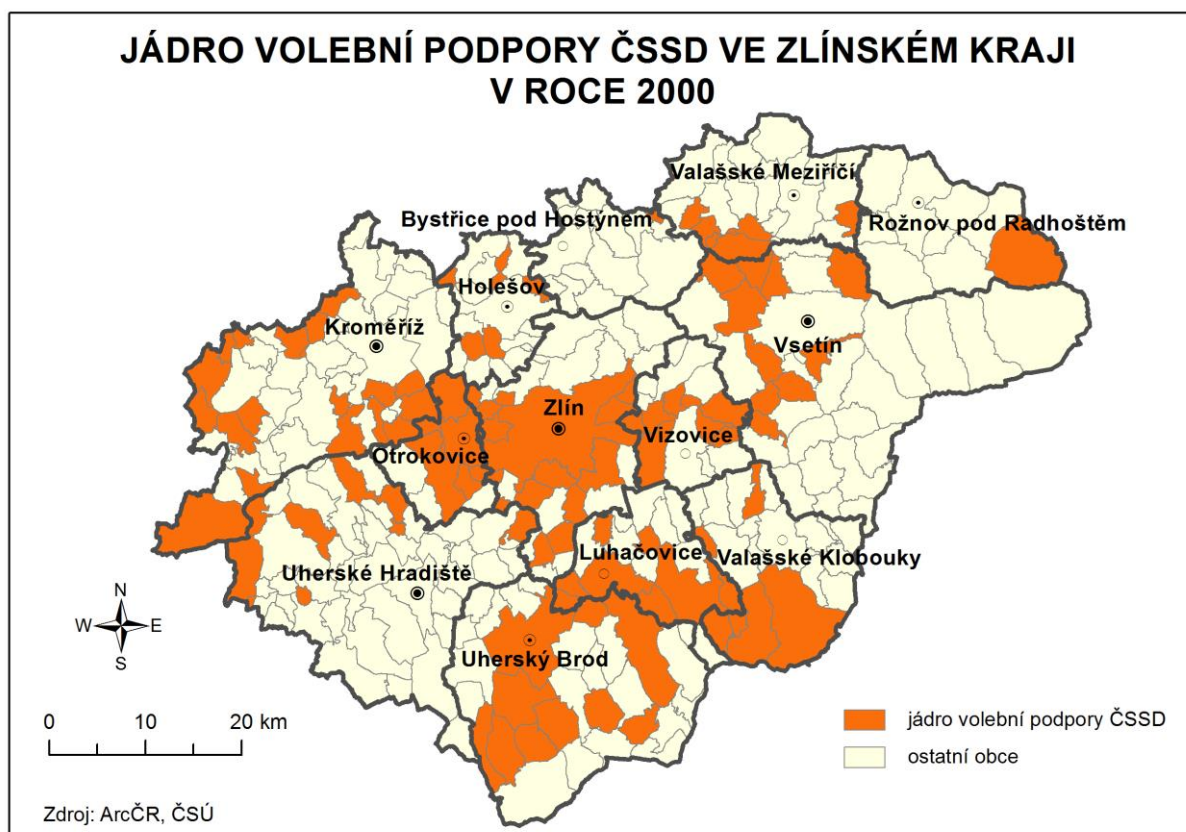 JÁDRO VOLEBNÍ PODPORY ČSSD VE ZLÍNSKÉM KRAJI
V ROCE 2000
Valašské Meziříčí
Bystřice pod Hostýnem
Rožnov pod Radhoštěm
Holešov
Kroměříž
Vsetín
Zlín
Vizovice
Otrokovice
Luhačovice
Valašské Klobouky
Uherské Hradiště
N
W E
S
Uherský Brod
0 10 20 km
jádro volební podpory ČSSD
ostatní obce
Zdroj: ArcČR, ČSÚ